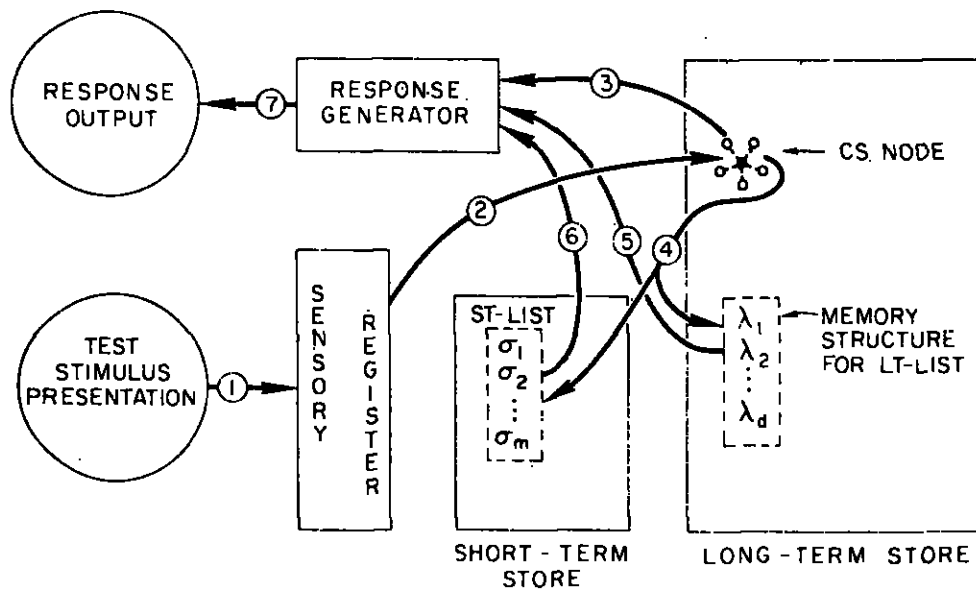 RESPONSE
OUTPUT
7
RESPONSE
GENERATOR
3
CS NODE
2
6
5
4
TEST
STIMULUS
PRESENTATION
1
SENSORY
REGISTER
ST-LIST
σ1
σ2
⋮
σm
λ1
λ2
⋮
λd
MEMORY
STRUCTURE
FOR LT-LIST
SHORT-TERM
STORE
LONG-TERM STORE